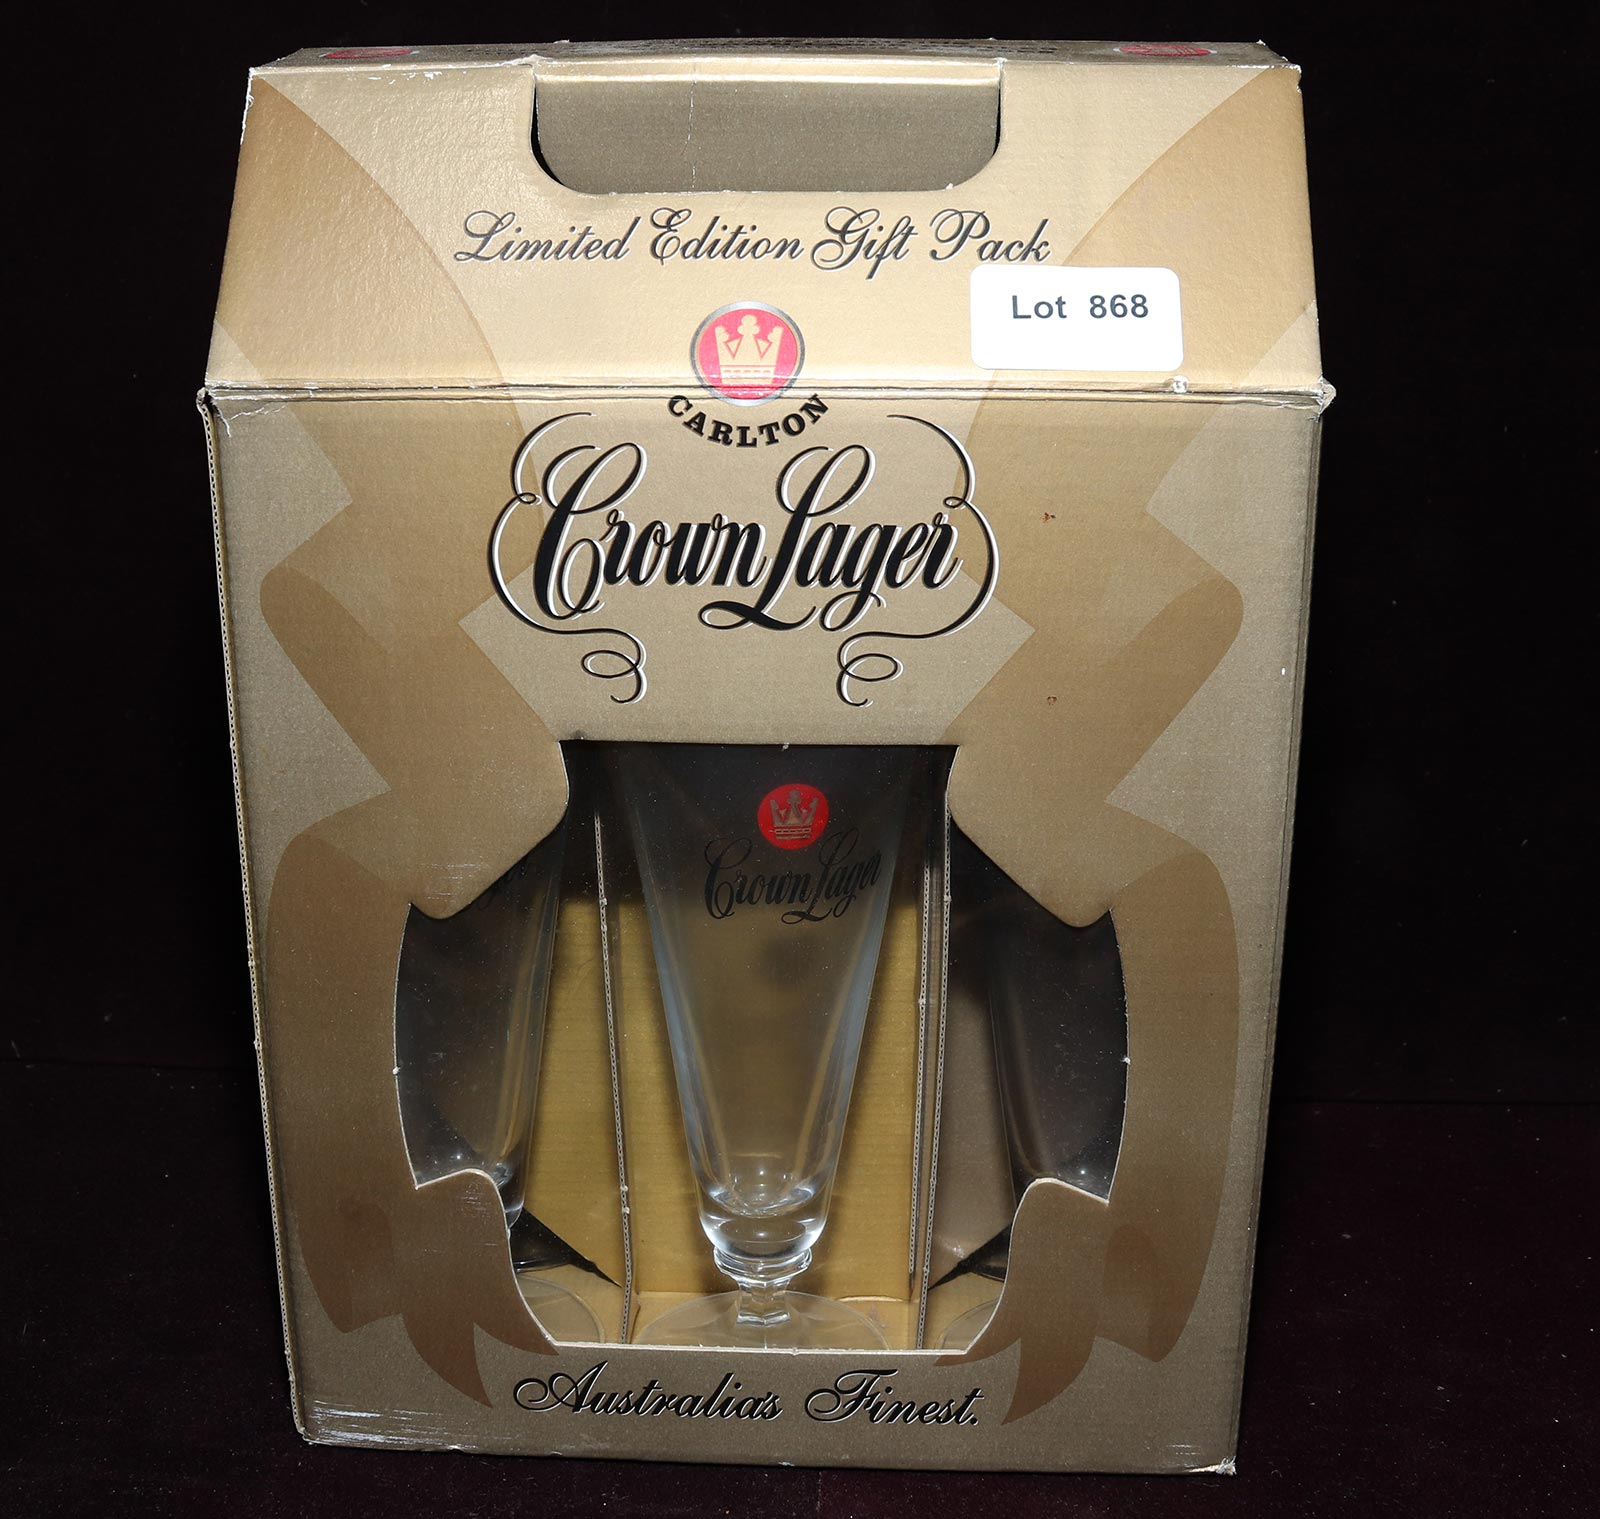 Limited Edition Gift Pack
Lot 868
CARLTON
Crown Lager
Crown Lager
Australia's Finest.